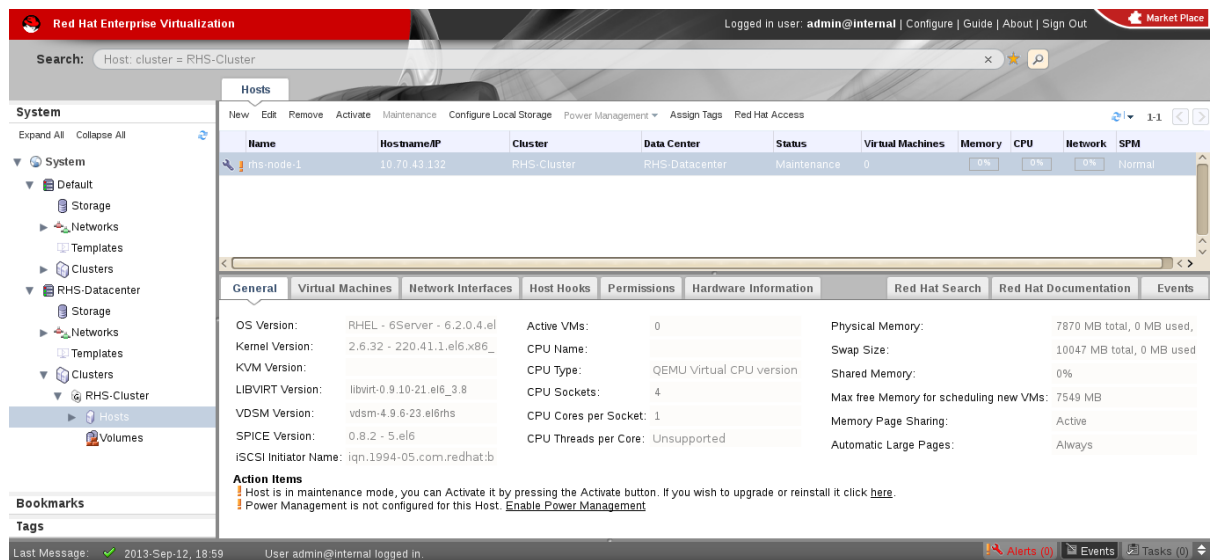 Red Hat Enterprise Virtualization
Logged in user: admin@internal | Configure | Guide | About | Sign Out
Market Place
Search: Host: cluster = RHS-Cluster
Hosts
System
Expand All Collapse All
System
Default
Storage
Networks
Templates
Clusters
RHS-Datacenter
Storage
Networks
Templates
Clusters
RHS-Cluster
Hosts
Volumes
Bookmarks
Tags
New Edit Remove Activate Maintenance Configure Local Storage Power Management Assign Tags Red Hat Access 1-1
Name Hostname/IP Cluster Data Center Status Virtual Machines Memory CPU Network SPM
rhs-node-1 10.70.43.132 RHS-Cluster RHS-Datacenter Maintenance 0 0% 0% 0% Normal
General Virtual Machines Network Interfaces Host Hooks Permissions Hardware Information Red Hat Search Red Hat Documentation Events
OS Version: RHEL - 6Server - 6.2.0.4.el
Kernel Version: 2.6.32 - 220.41.1.el6.x86_
KVM Version:
LIBVIRT Version: libvirt-0.9.10-21.el6_3.8
VDSM Version: vdsm-4.9.6-23.el6rhs
SPICE Version: 0.8.2 - 5.el6
iSCSI Initiator Name: iqn.1994-05.com.redhat:b
Active VMs: 0
CPU Name:
CPU Type: QEMU Virtual CPU version
CPU Sockets: 4
CPU Cores per Socket: 1
CPU Threads per Core: Unsupported
Physical Memory: 7870 MB total, 0 MB used,
Swap Size: 10047 MB total, 0 MB used
Shared Memory: 0%
Max free Memory for scheduling new VMs: 7549 MB
Memory Page Sharing: Active
Automatic Large Pages: Always
Action Items
Host is in maintenance mode, you can Activate it by pressing the Activate button. If you wish to upgrade or reinstall it click here.
Power Management is not configured for this Host. Enable Power Management
Last Message: 2013-Sep-12, 18:59 User admin@internal logged in. Alerts (0) Events Tasks (0)